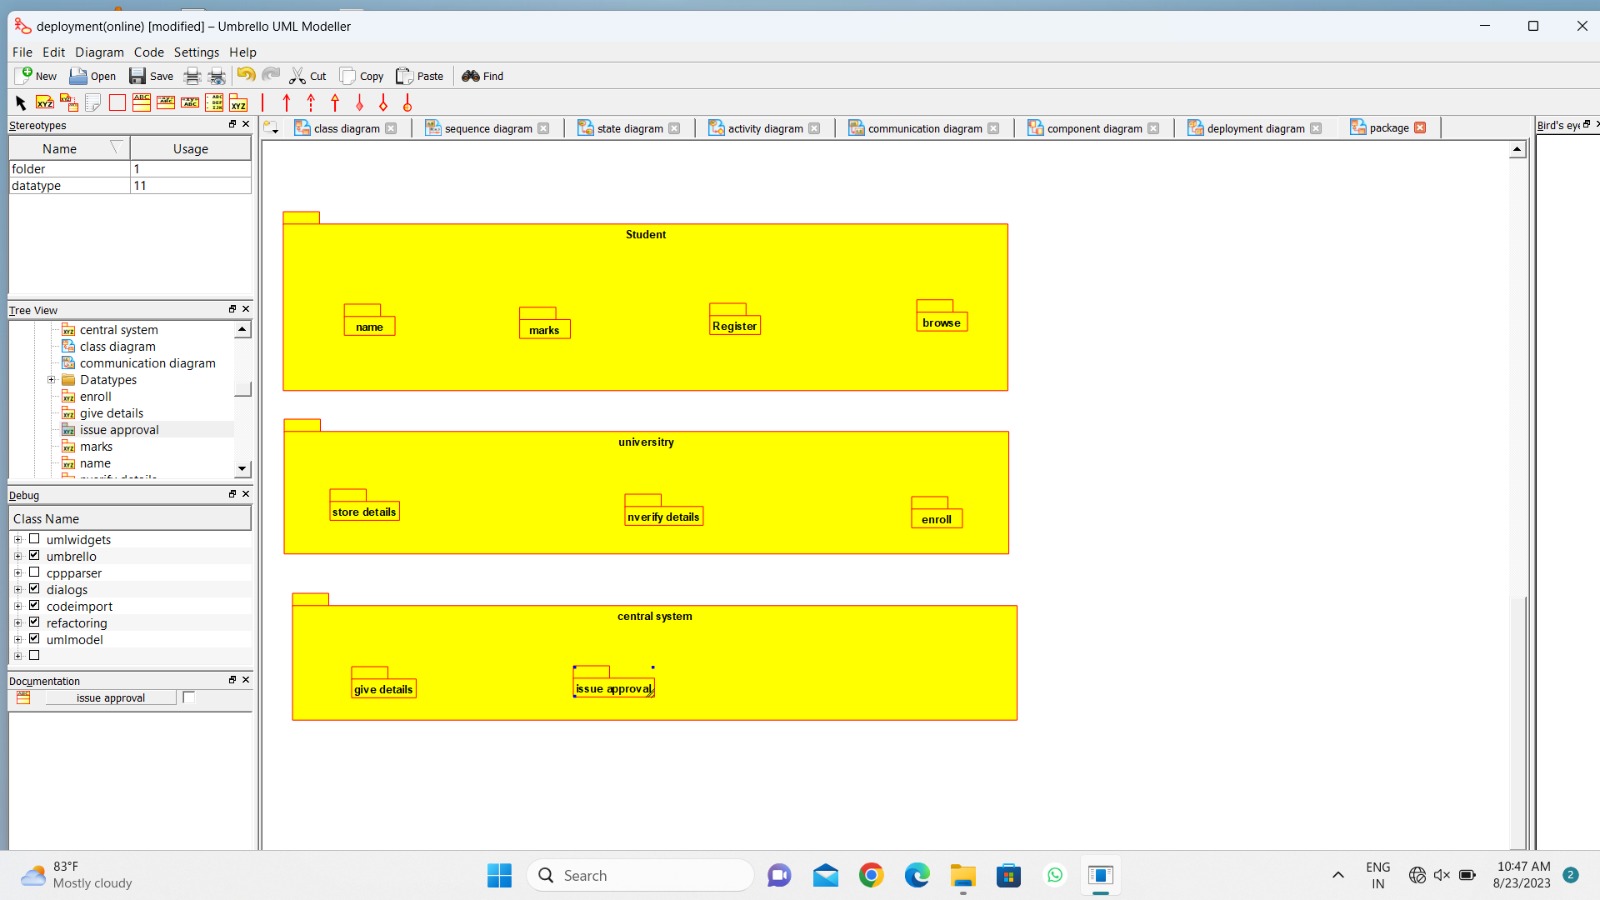 deployment(online) [modified] – Umbrello UML Modeller
File Edit Diagram Code Settings Help
New Open Save Cut Copy Paste Find
Stereotypes
Name Usage
folder 1
datatype 11
class diagram sequence diagram state diagram activity diagram communication diagram component diagram deployment diagram package
Bird's eye
Student
name marks Register browse
universitry
store details nverify details enroll
central system
give details issue approval
Tree View
central system
class diagram
communication diagram
Datatypes
enroll
give details
issue approval
marks
name
Debug
Class Name
umlwidgets
umbrello
cppparser
dialogs
codeimport
refactoring
umlmodel
Documentation
issue approval
83°F
Mostly cloudy
Search
ENG
IN
10:47 AM
8/23/2023
2